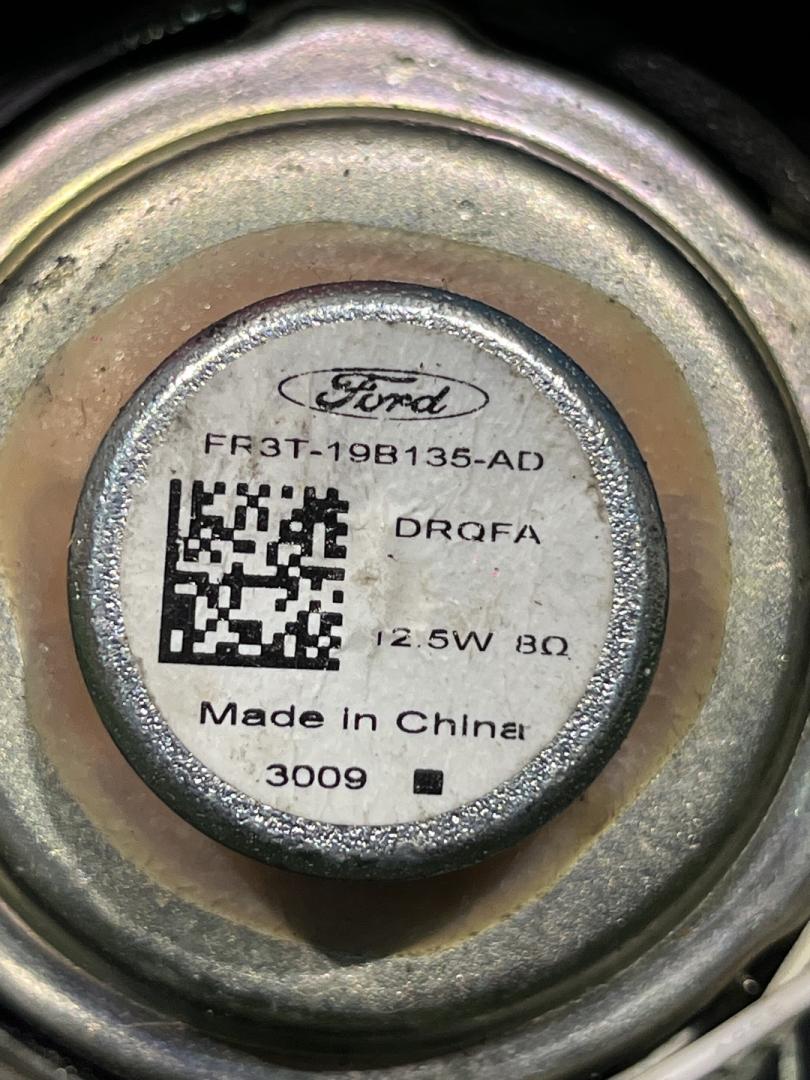 Ford
FR3T-19B135-AD
DRQFA
12.5W 8Ω
Made in China
3009